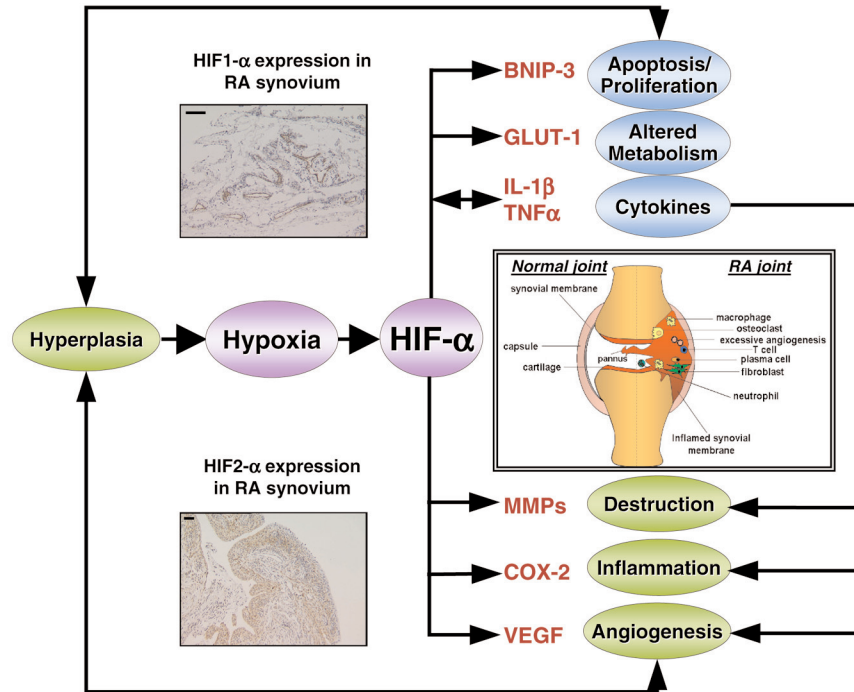 HIF1-α expression in
RA synovium
BNIP-3
Apoptosis/
Proliferation
GLUT-1
Altered
Metabolism
IL-1β
TNFα
Cytokines
Hyperplasia
Hypoxia
HIF-α
Normal joint
RA joint
synovial membrane
capsule
cartilage
pannus
macrophage
osteoclast
excessive angiogenesis
T cell
plasma cell
fibroblast
neutrophil
Inflamed synovial
membrane
HIF2-α expression
in RA synovium
MMPs
Destruction
COX-2
Inflammation
VEGF
Angiogenesis